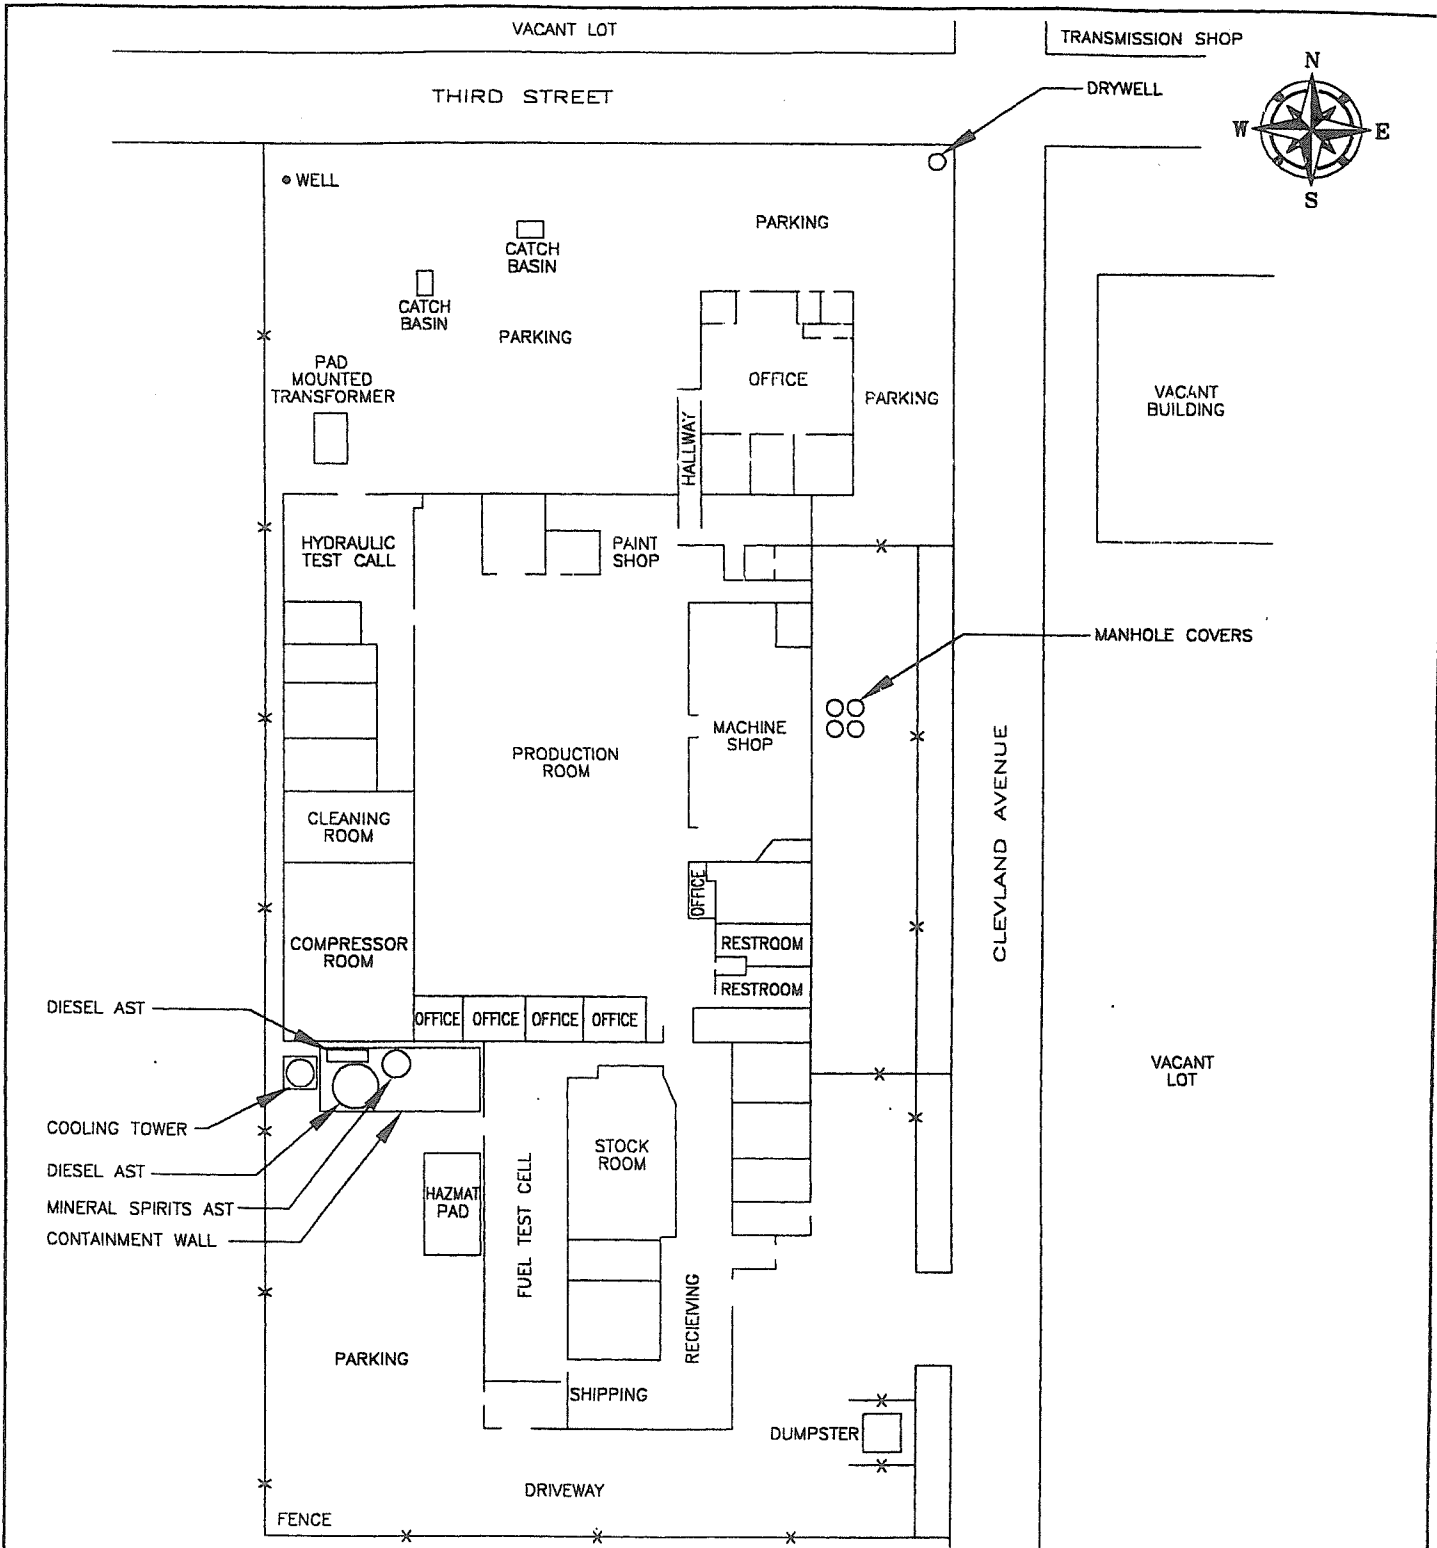 VACANT LOT
TRANSMISSION SHOP
N
THIRD STREET
DRYWELL
W
E
S
WELL
PARKING
CATCH
BASIN
CATCH
BASIN
PARKING
PAD
MOUNTED
TRANSFORMER
OFFICE
PARKING
VACANT
BUILDING
HALLWAY
HYDRAULIC
TEST CALL
PAINT
SHOP
MANHOLE COVERS
MACHINE
SHOP
PRODUCTION
ROOM
CLEVLAND AVENUE
CLEANING
ROOM
OFFICE
COMPRESSOR
ROOM
RESTROOM
RESTROOM
DIESEL AST
OFFICE
OFFICE
OFFICE
OFFICE
VACANT
LOT
COOLING TOWER
DIESEL AST
MINERAL SPIRITS AST
CONTAINMENT WALL
HAZMAT
PAD
FUEL TEST CELL
STOCK
ROOM
RECIEVING
PARKING
SHIPPING
DUMPSTER
DRIVEWAY
FENCE